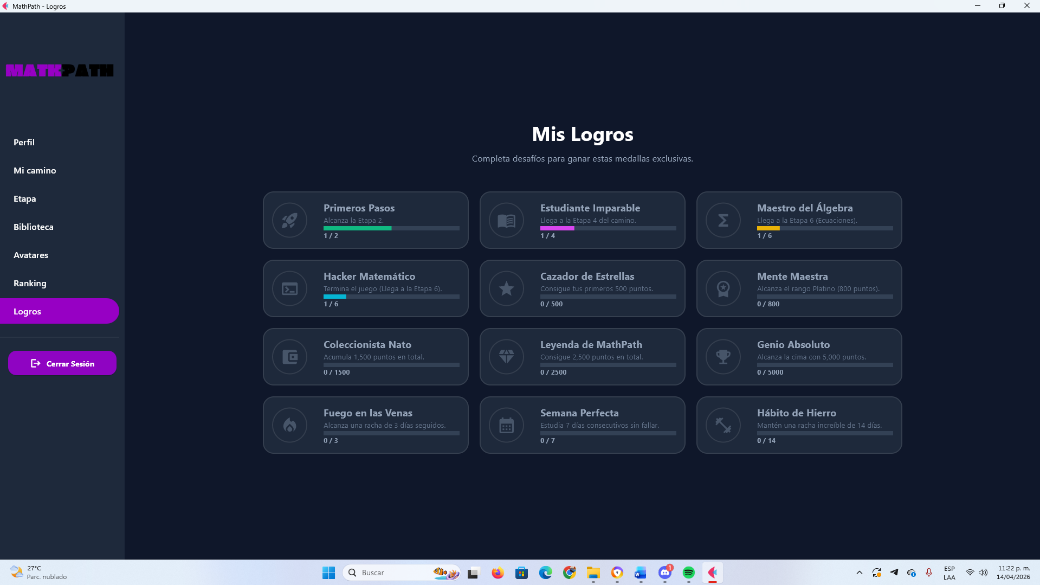 MathPath - Logros
MATHPATH
Perfil
Mi camino
Etapa
Biblioteca
Avatares
Ranking
Logros
Cerrar Sesión
Mis Logros
Completa desafíos para ganar estas medallas exclusivas.
Primeros Pasos
Alcanza la Etapa 2.
1 / 2
Estudiante Imparable
Llega a la Etapa 4 del camino.
1 / 4
Maestro del Álgebra
Llega a la Etapa 6 (Ecuaciones).
1 / 6
Hacker Matemático
Termina el juego (Llega a la Etapa 6).
1 / 6
Cazador de Estrellas
Consigue tus primeros 500 puntos.
0 / 500
Mente Maestra
Alcanza el rango Platino (800 puntos).
0 / 800
Coleccionista Nato
Acumula 1,500 puntos en total.
0 / 1500
Leyenda de MathPath
Consigue 2,500 puntos en total.
0 / 2500
Genio Absoluto
Alcanza la cima con 5,000 puntos.
0 / 5000
Fuego en las Venas
Alcanza una racha de 3 días seguidos.
0 / 3
Semana Perfecta
Estudia 7 días consecutivos sin fallar.
0 / 7
Hábito de Hierro
Mantén una racha increíble de 14 días.
0 / 14
27°C
Parc. nublado
Buscar
ESP
LAA
11:22 p. m.
14/04/2026